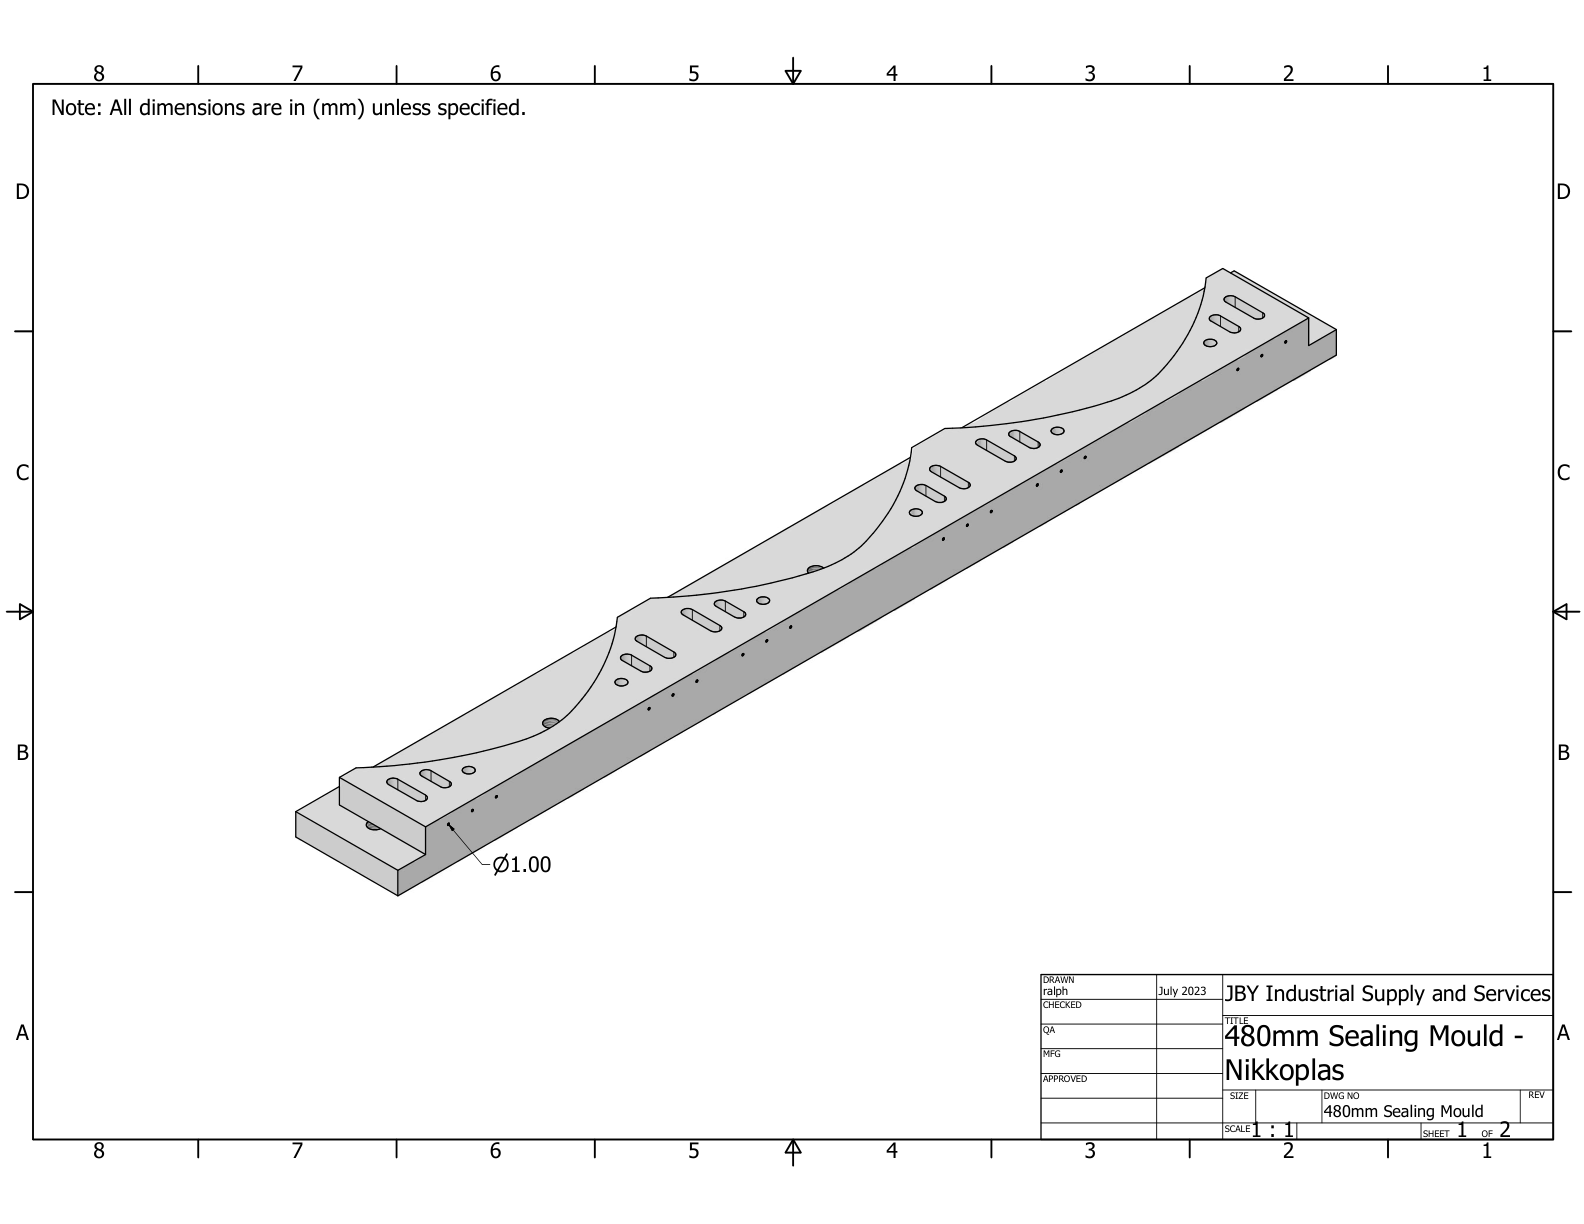 8 7 6 5 4 3 2 1
Note: All dimensions are in (mm) unless specified.
D D
C C
B B
Ø1.00
A A
DRAWN
ralph
July 2023
CHECKED
QA
MFG
APPROVED
JBY Industrial Supply and Services
TITLE
480mm Sealing Mould -
Nikkoplas
SIZE
DWG NO
480mm Sealing Mould
REV
SCALE 1 : 1
SHEET 1 OF 2
8 7 6 5 4 3 2 1